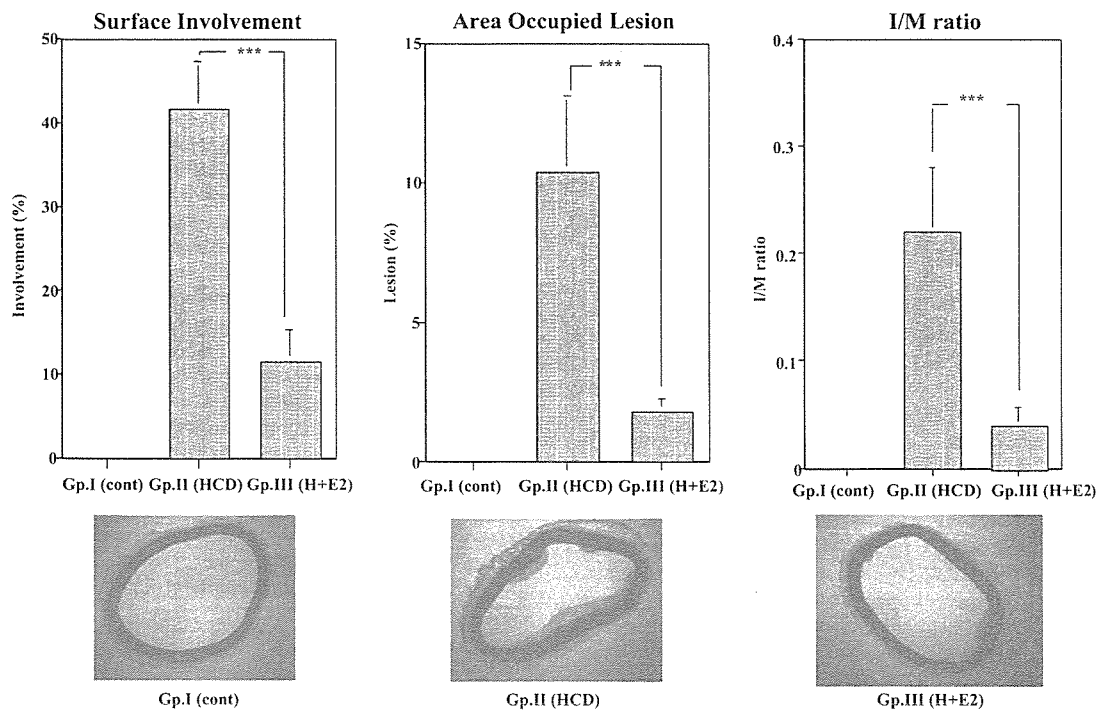 Surface Involvement
50
40
30
20
10
0
Involvement (%)
***
Gp.I (cont) Gp.II (HCD) Gp.III (H+E2)
Area Occupied Lesion
15
10
5
0
Lesion (%)
***
Gp.I (cont) Gp.II (HCD) Gp.III (H+E2)
I/M ratio
0.4
0.3
0.2
0.1
0
I/M ratio
***
Gp.I (cont) Gp.II (HCD) Gp.III (H+E2)
Gp.I (cont)
Gp.II (HCD)
Gp.III (H+E2)